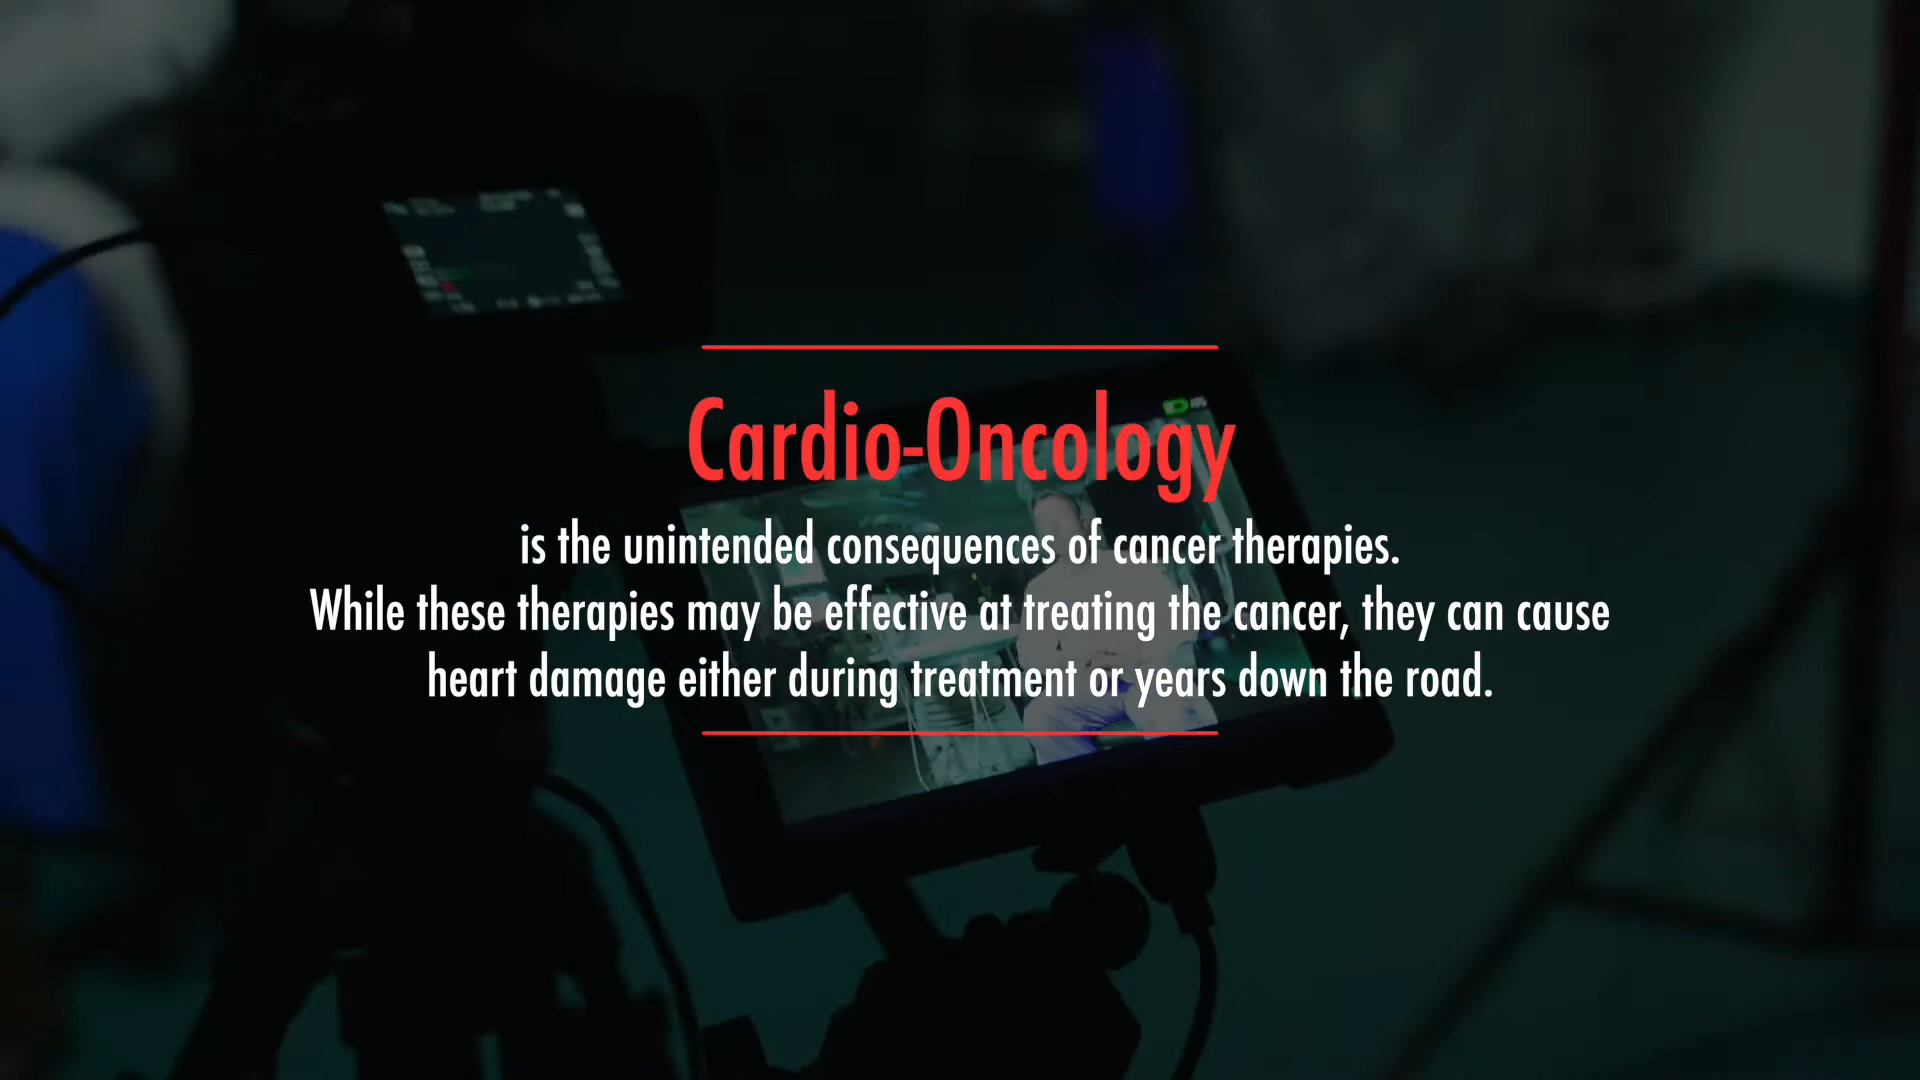 Cardio-Oncology
is the unintended consequences of cancer therapies.
While these therapies may be effective at treating the cancer, they can cause
heart damage either during treatment or years down the road.